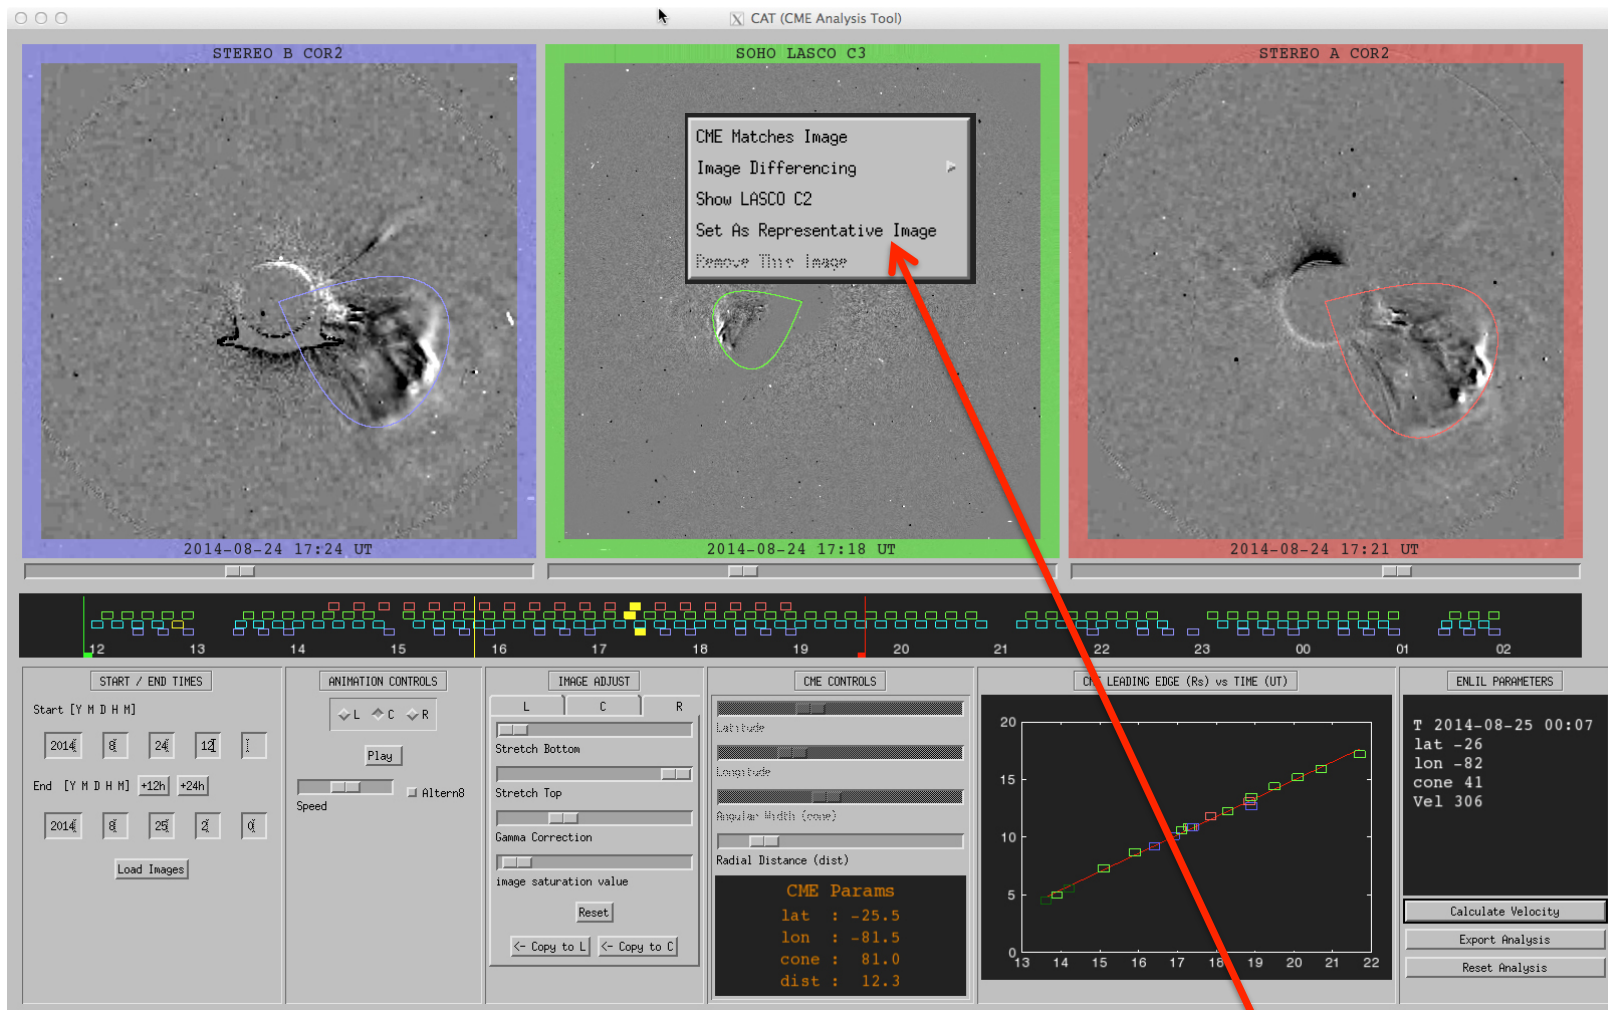 CAT (CME Analysis Tool)
STEREO B COR2
SOHO LASCO C3
STEREO A COR2
CME Matches Image
Image Differencing
Show LASCO C2
Set As Representative Image
Remove This Image
2014-08-24 17:24 UT
2014-08-24 17:18 UT
2014-08-24 17:21 UT
12 13 14 15 16 17 18 19 20 21 22 23 00 01 02
START / END TIMES
Start [Y M D H M]
2014 8 24 12
End [Y M D H M] +12h +24h
2014 8 25 2 0
Load Images
ANIMATION CONTROLS
L C R
Play
Speed
Altern8
IMAGE ADJUST
L C R
Stretch Bottom
Stretch Top
Gamma Correction
image saturation value
Reset
<- Copy to L <- Copy to C
CME CONTROLS
Latitude
Longitude
Angular Width (cone)
Radial Distance (dist)
CME Params
lat : -25.5
lon : -81.5
cone : 81.0
dist : 12.3
CME LEADING EDGE (Rs) vs TIME (UT)
20
15
10
5
0
13 14 15 16 17 18 19 20 21 22
ENLIL PARAMETERS
T 2014-08-25 00:07
lat -26
lon -82
cone 41
Vel 306
Calculate Velocity
Export Analysis
Reset Analysis